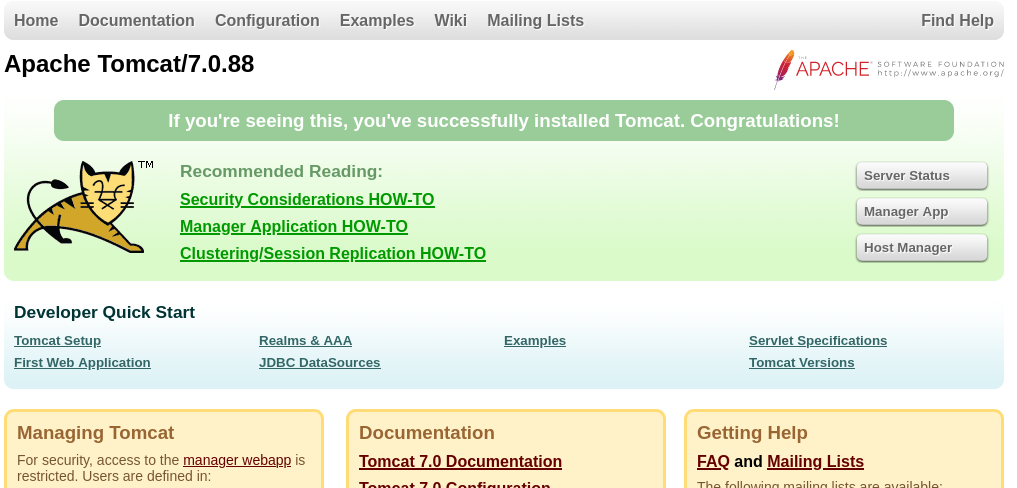 Home Documentation Configuration Examples Wiki Mailing Lists Find Help
Apache Tomcat/7.0.88
THE APACHE® SOFTWARE FOUNDATION
http://www.apache.org/
If you're seeing this, you've successfully installed Tomcat. Congratulations!
TM
Recommended Reading:
Security Considerations HOW-TO
Manager Application HOW-TO
Clustering/Session Replication HOW-TO
Server Status
Manager App
Host Manager
Developer Quick Start
Tomcat Setup
First Web Application
Realms & AAA
JDBC DataSources
Examples
Servlet Specifications
Tomcat Versions
Managing Tomcat
For security, access to the manager webapp is
restricted. Users are defined in:
Documentation
Tomcat 7.0 Documentation
Tomcat 7.0 Configuration
Getting Help
FAQ and Mailing Lists
The following mailing lists are available: